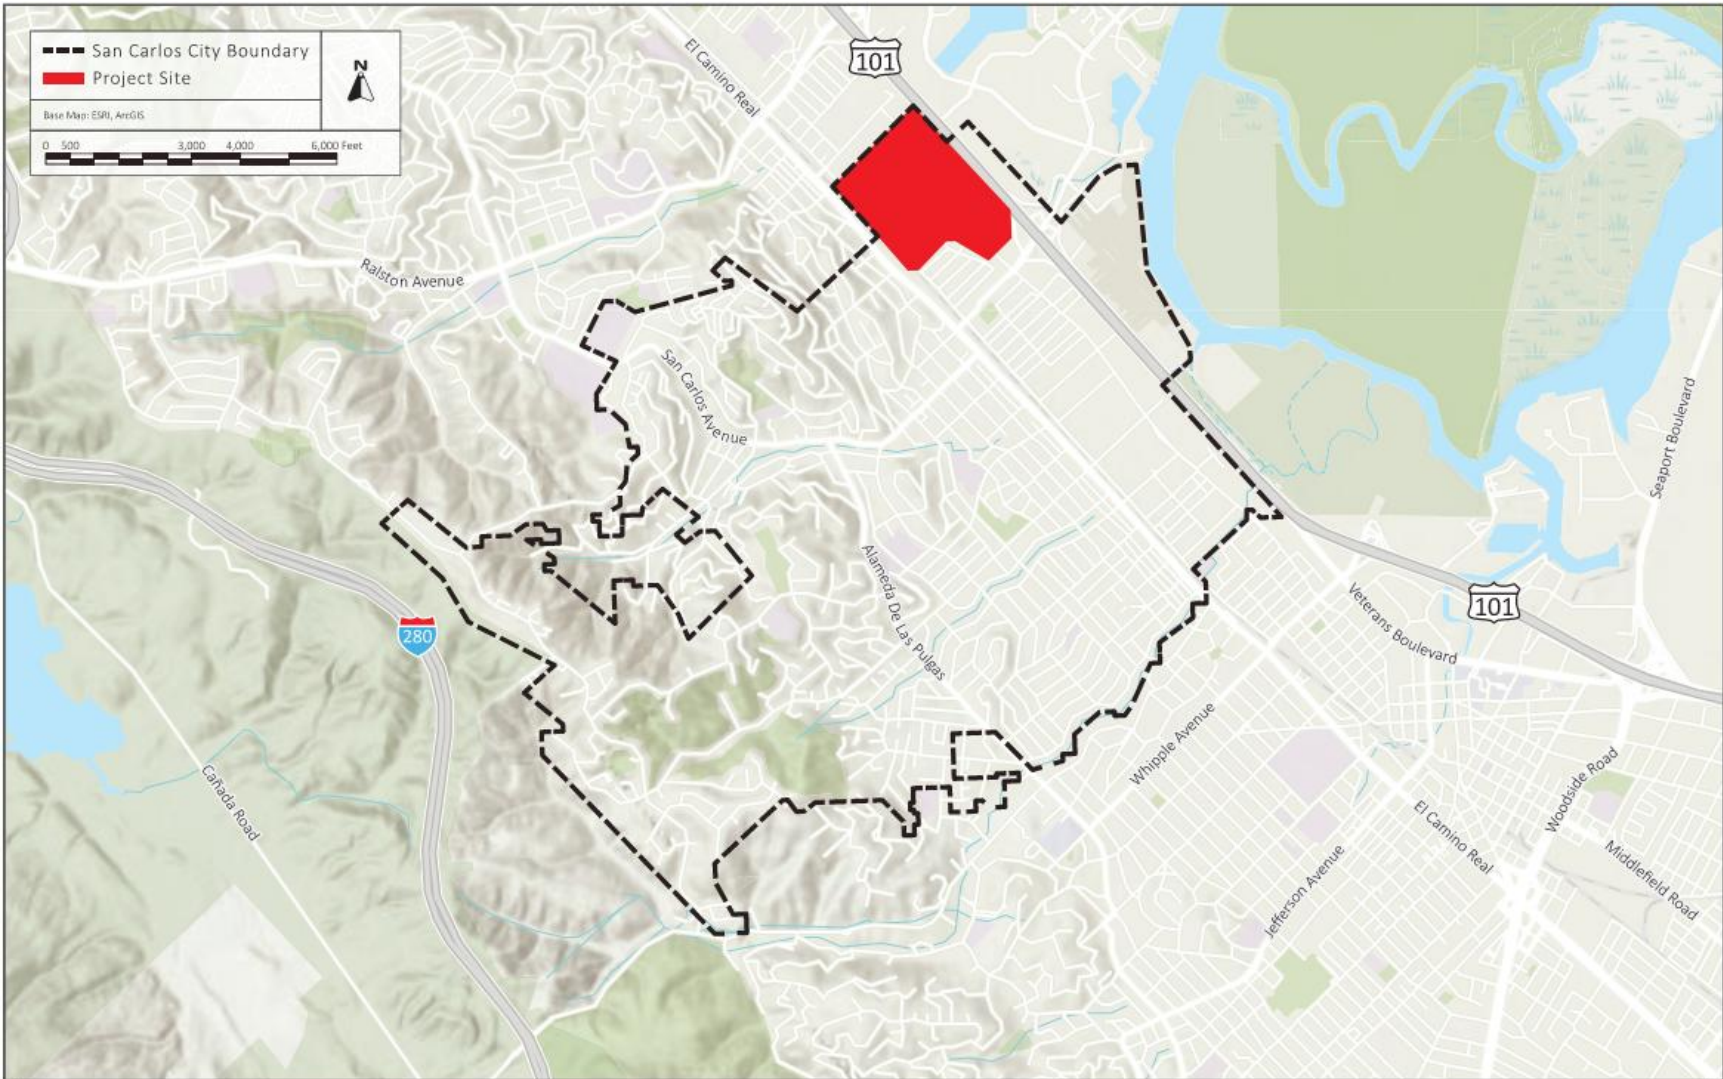 San Carlos City Boundary
Project Site
N
Base Map: ESRI, ArcGIS
0 500 3,000 4,000 6,000 Feet
El Camino Real
101
Ralston Avenue
San Carlos Avenue
Seaport Boulevard
Alameda De Las Pulgas
280
101
Veterans Boulevard
Whipple Avenue
Cañada Road
Woodside Road
El Camino Real
Middlefield Road
Jefferson Avenue